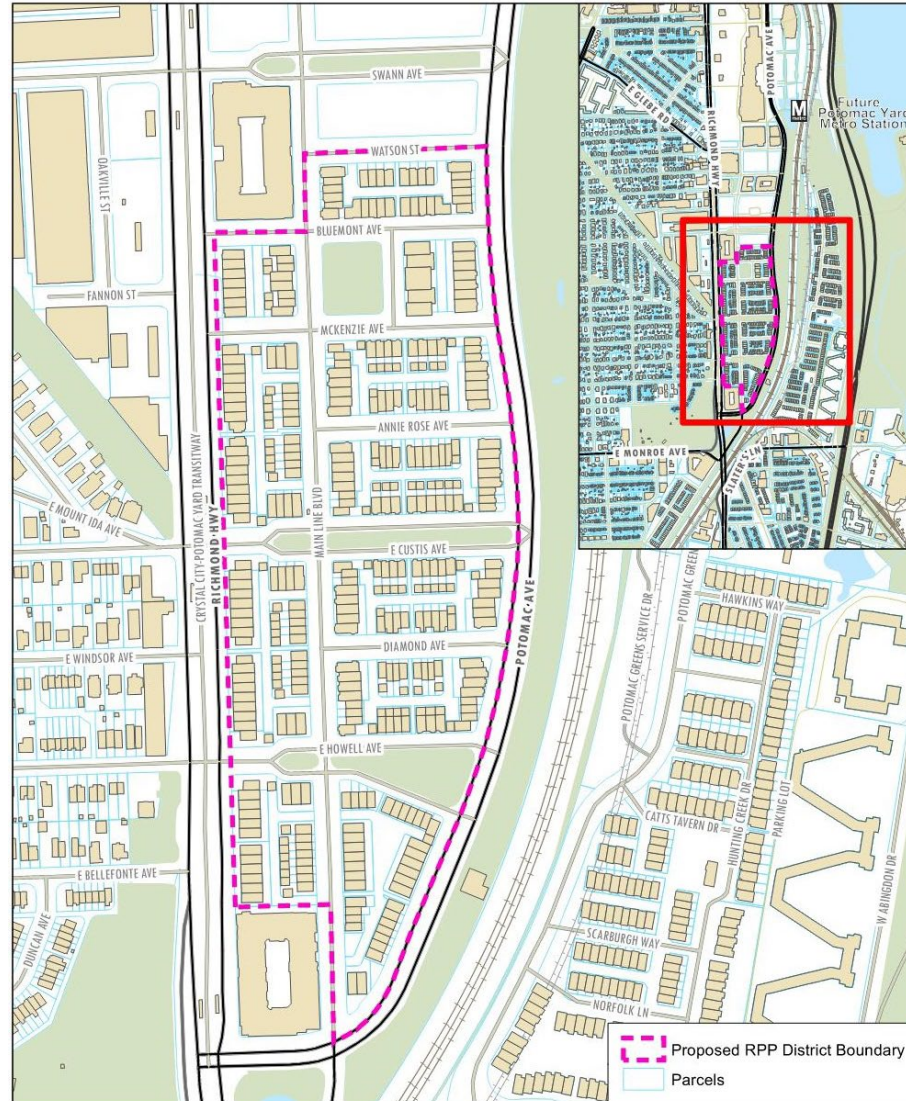 SWANN AVE
WATSON ST
OAKVILLE ST
BLUEMONT AVE
FANNON ST
MCKENZIE AVE
ANNIE ROSE AVE
E MOUNT IDA AVE
CRYSTAL CITY-POTOMAC YARD TRANSITWAY
RICHMOND HWY
MAIN LINE BLVD
E CUSTIS AVE
POTOMAC AVE
DIAMOND AVE
E WINDSOR AVE
E HOWELL AVE
E BELLEFONTE AVE
DUNCAN AVE
E GLEBE RD
RICHMOND HWY
POTOMAC AVE
M
Future
Potomac Yard
Metro Station
E MONROE AVE
SLATER'S LN
POTOMAC GREENS SERVICE DR
POTOMAC GREEN
HAWKINS WAY
CATTS TAVERN DR
HUNTING CREEK DR
PARKING LOT
W ABINGDON DR
SCARBURGH WAY
NORFOLK LN
Proposed RPP District Boundary
Parcels